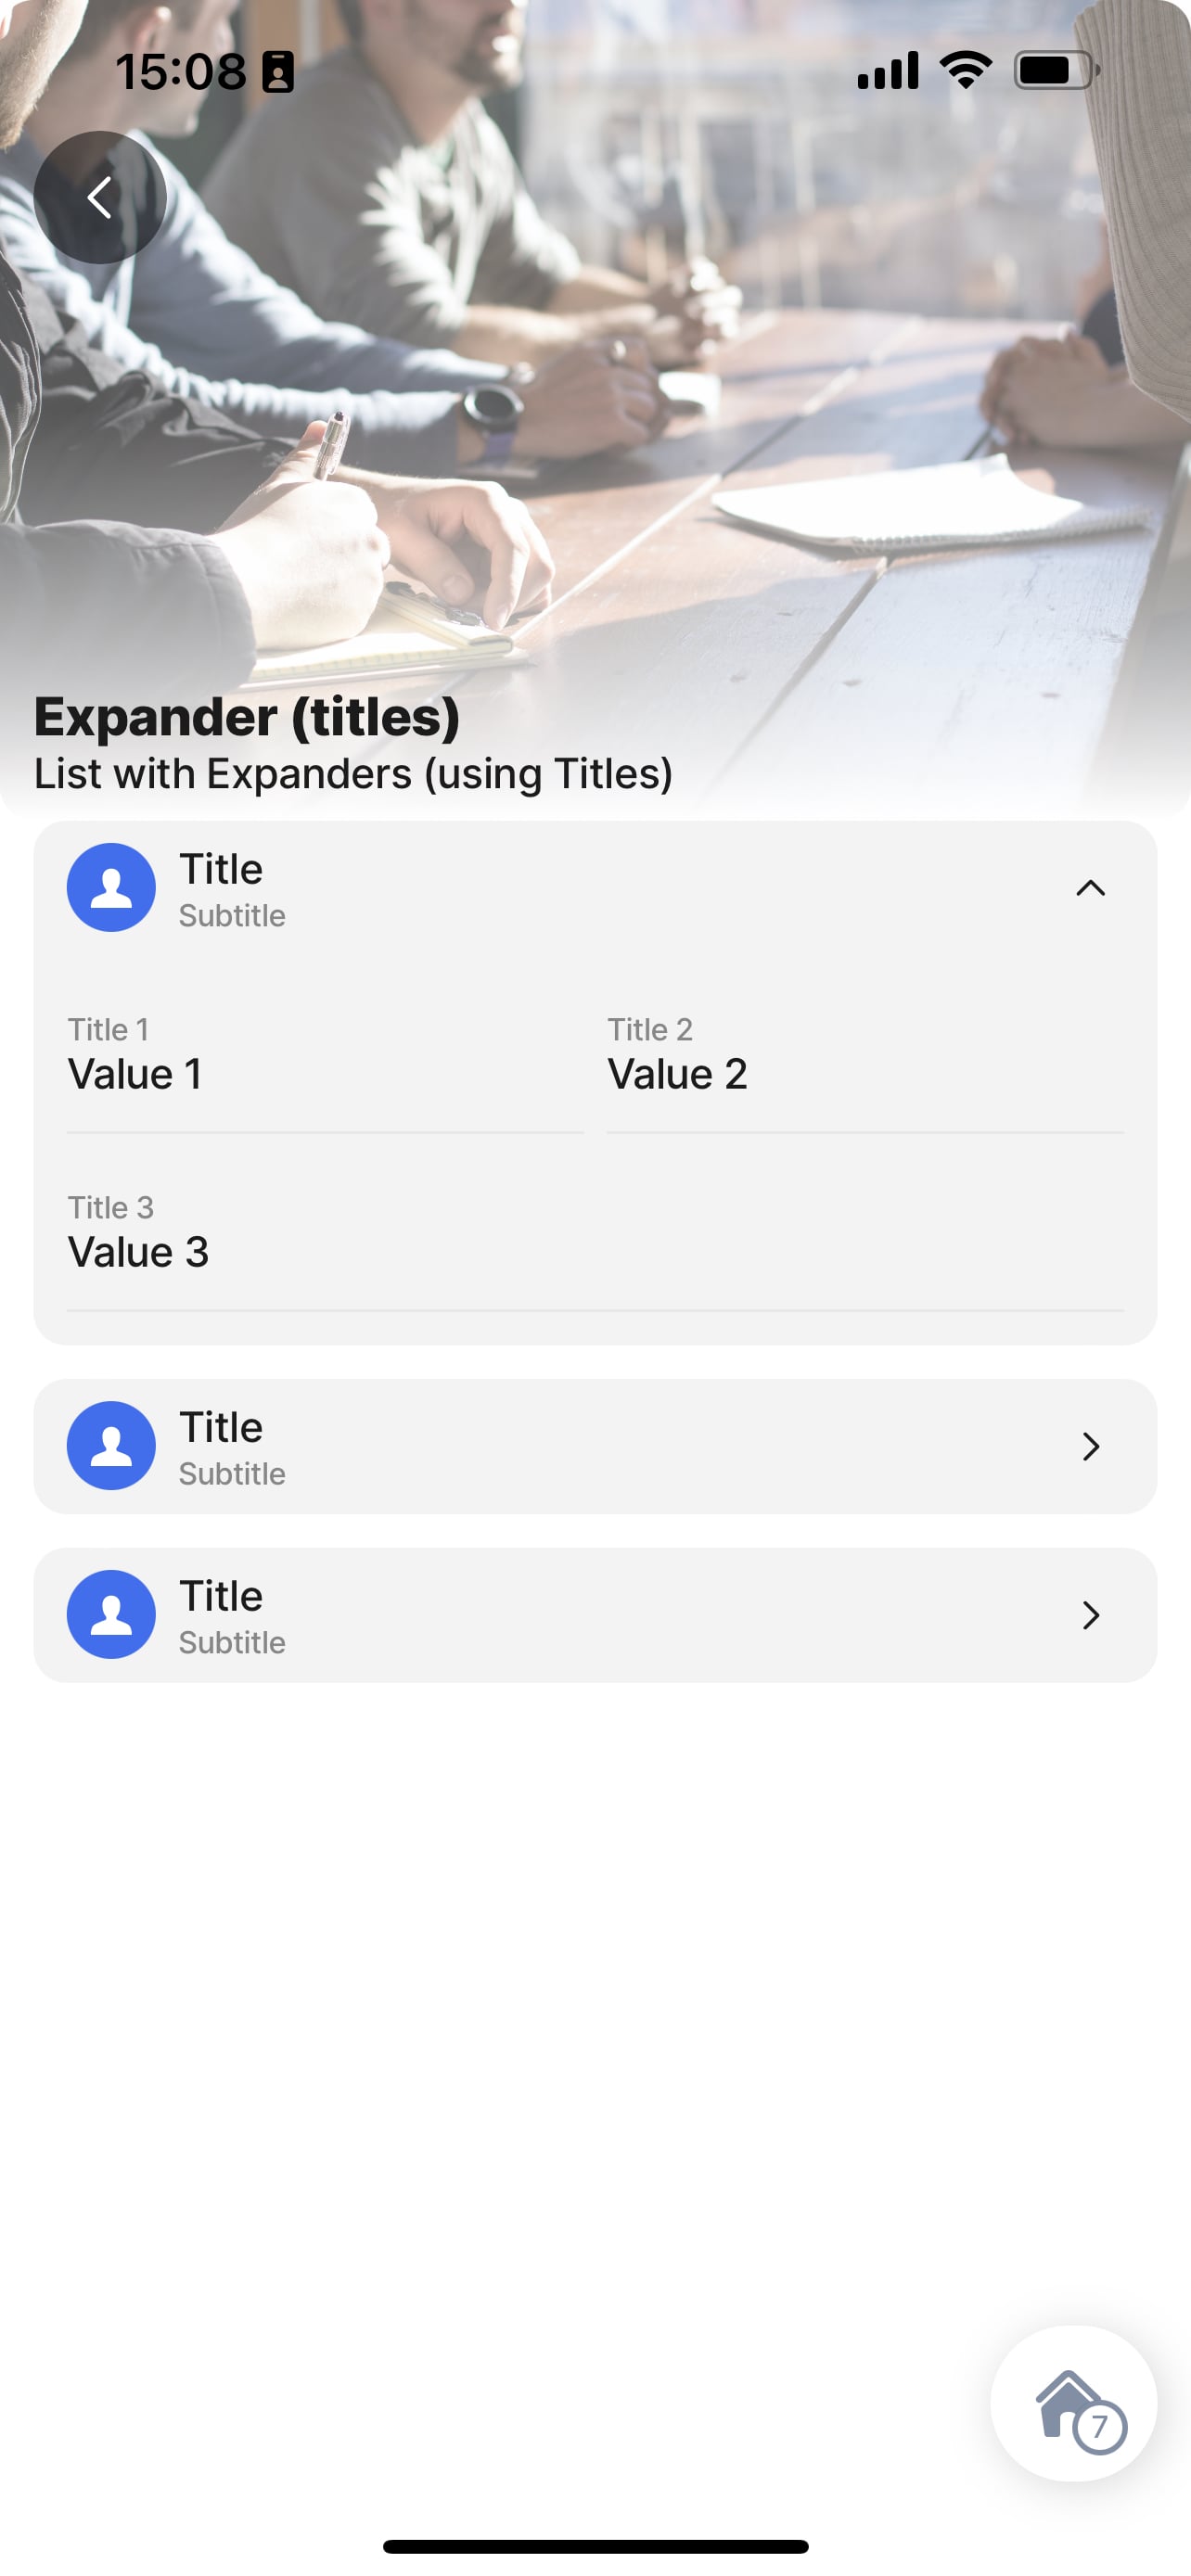 15:08
Expander (titles)
List with Expanders (using Titles)
Title
Subtitle
Title 1
Value 1
Title 2
Value 2
Title 3
Value 3
Title
Subtitle
Title
Subtitle
7